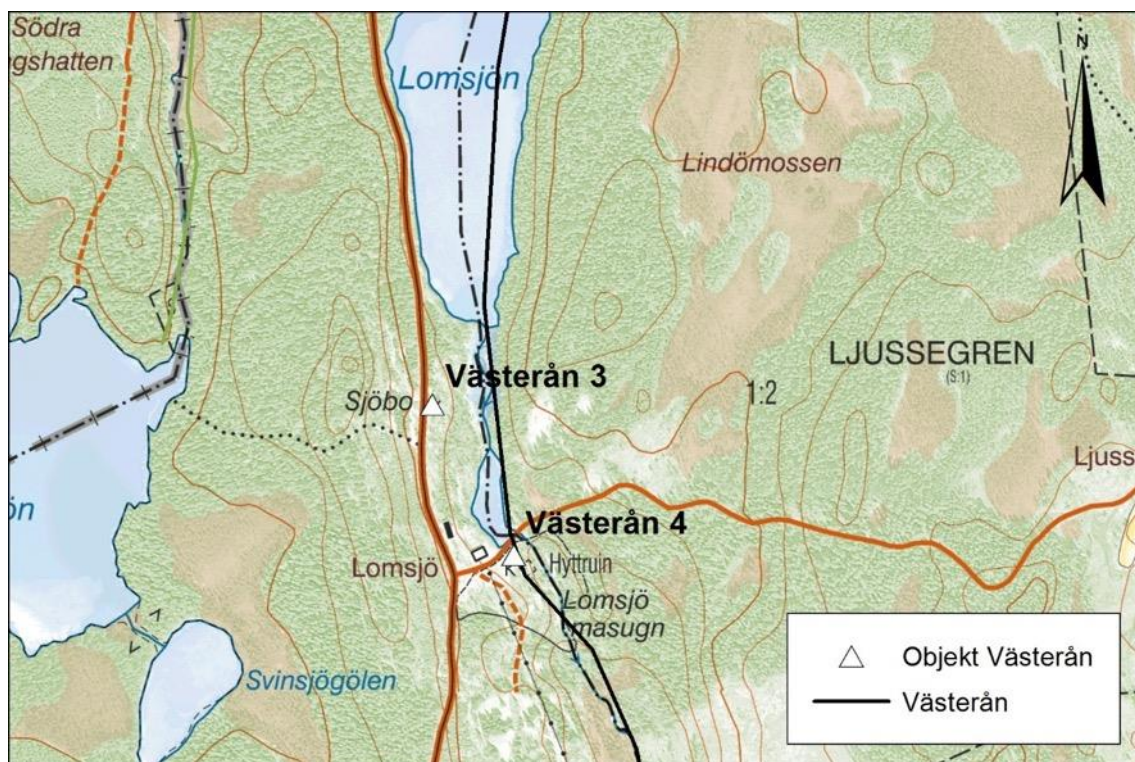 Södra
gshatten
Lomsjön
N
Lindömossen
LJUSSEGREN
(S:1)
1:2
Västerån 3
Sjöbo
Ljuss
ön
Västerån 4
Lomsjö
Hyttruin
Lomsjö
masugn
Svinsjögölen
Objekt Västerån
Västerån